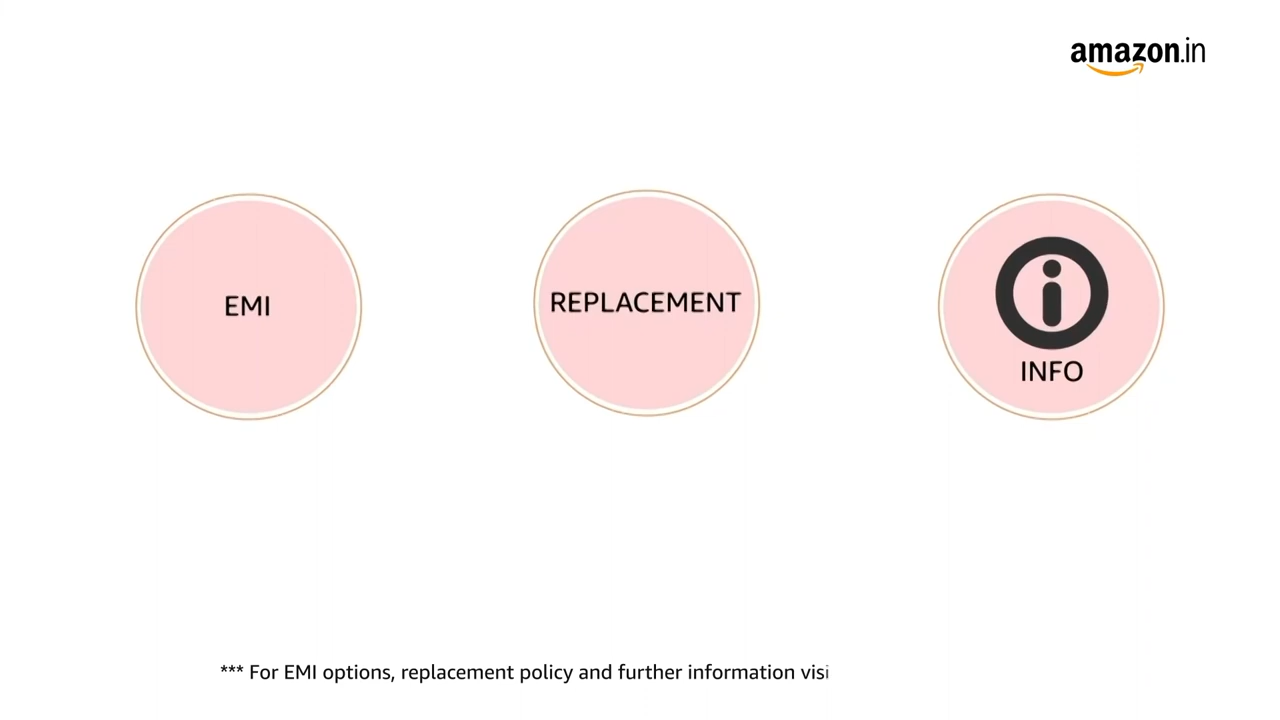 amazon.in
EMI
REPLACEMENT
INFO
*** For EMI options, replacement policy and further information visi